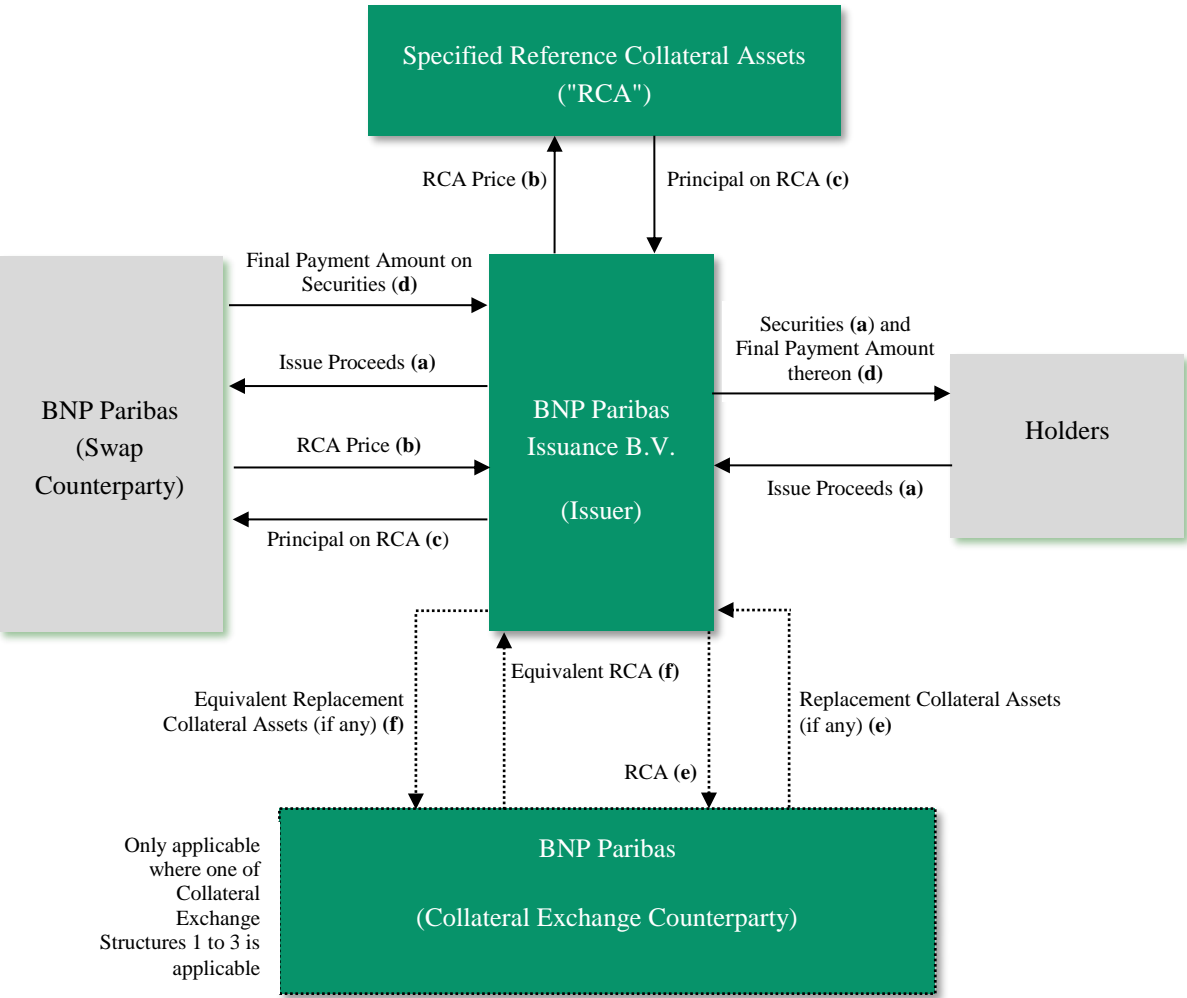 Specified Reference Collateral Assets
("RCA")
RCA Price (b)
Principal on RCA (c)
Final Payment Amount on
Securities (d)
Issue Proceeds (a)
RCA Price (b)
Principal on RCA (c)
BNP Paribas
(Swap
Counterparty)
BNP Paribas
Issuance B.V.
(Issuer)
Securities (a) and
Final Payment Amount
thereon (d)
Issue Proceeds (a)
Holders
Equivalent Replacement
Collateral Assets (if any) (f)
Equivalent RCA (f)
RCA (e)
Replacement Collateral Assets
(if any) (e)
Only applicable
where one of
Collateral
Exchange
Structures 1 to 3 is
applicable
BNP Paribas
(Collateral Exchange Counterparty)